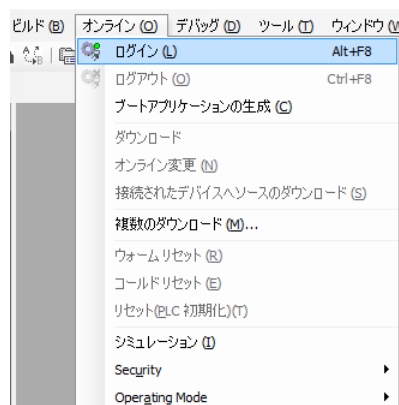 ビルド (B) オンライン (O) デバッグ (D) ツール (T) ウィンドウ (W
ログイン (L) Alt+F8
ログアウト (O) Ctrl+F8
ブートアプリケーションの生成 (C)
ダウンロード
オンライン変更 (N)
接続されたデバイスへソースのダウンロード (S)
複数のダウンロード (M)...
ウォームリセット (R)
コールドリセット (E)
リセット(PLC 初期化)(T)
シミュレーション (I)
Security
Operating Mode